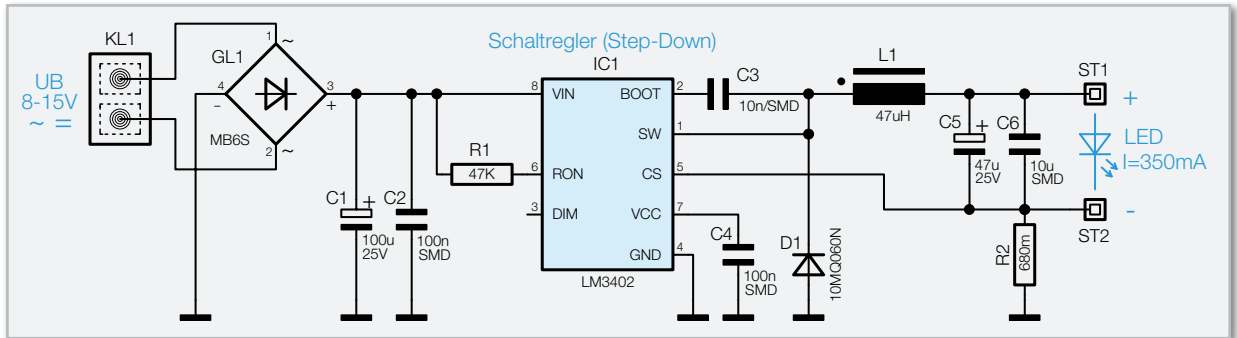 Schaltregler (Step-Down)
KL1
UB
8-15V
~ =
GL1
1
~
4
-
3
+
MB6S
2
~
C1
+
100u
25V
C2
100n
SMD
R1
47K
IC1
8
VIN
BOOT
2
SW
1
6
RON
CS
5
3
DIM
VCC
7
GND
4
LM3402
C3
10n/SMD
C4
100n
SMD
D1
10MQ060N
L1
47uH
C5
+
47u
25V
C6
10u
SMD
R2
680m
ST1
+
LED
I=350mA
-
ST2